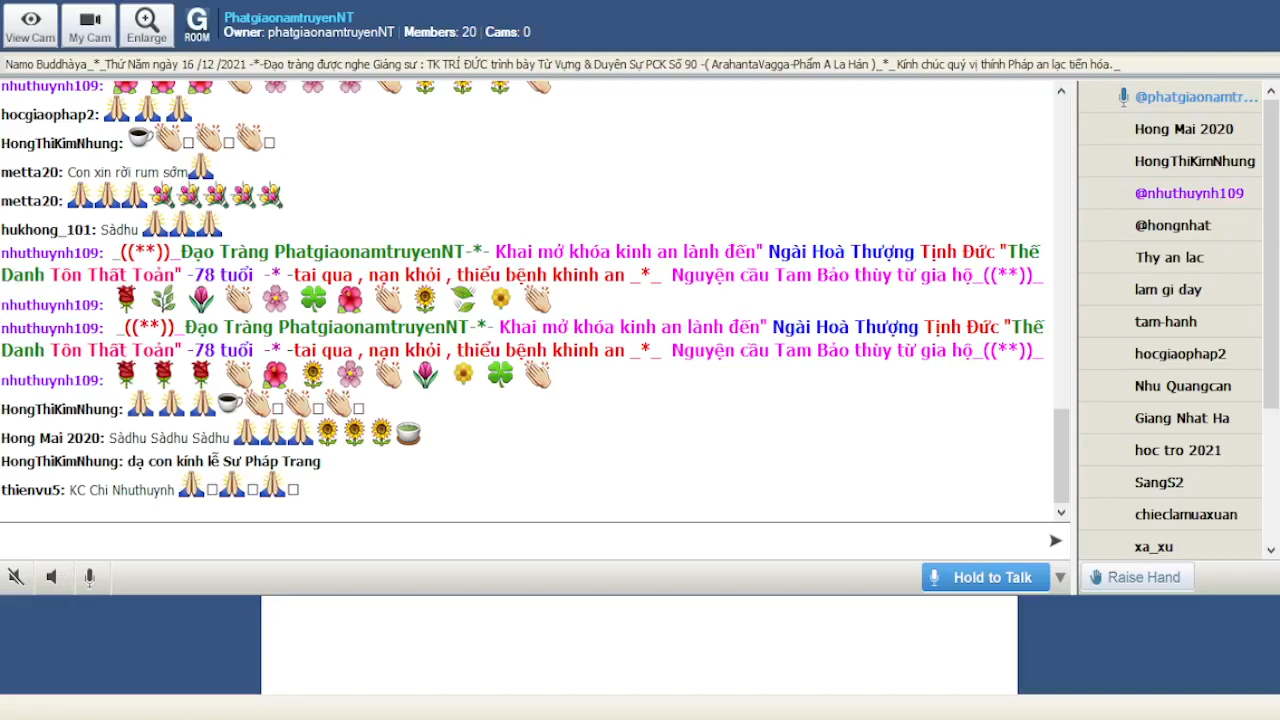 View Cam
My Cam
Enlarge
G
ROOM
PhatgiaonamtruyenNT
Owner: phatgiaonamtruyenNT | Members: 20 | Cams: 0
Namo Buddhàya_*_Thứ Năm ngày 16 /12 /2021 -*-Đạo tràng được nghe Giảng sư : TK TRÍ ĐỨC trình bày Từ Vựng & Duyên Sự PCK Số 90 -( ArahantaVagga-Phẩm A La Hán )_*_ Kính chúc quý vị thính Pháp an lạc tiến hóa._
nhuthuynh109:
hocgiaophap2:
HongThiKimNhung:
metta20: Con xin rời rum sớm
metta20:
hukhong_101: Sàdhu
nhuthuynh109: _((**))_Đạo Tràng PhatgiaonamtruyenNT-*- Khai mở khóa kinh an lành đến" Ngài Hoà Thượng Tịnh Đức "Thế
Danh Tôn Thất Toản" -78 tuổi -* -tai qua , nạn khỏi , thiểu bệnh khinh an _*_ Nguyện cầu Tam Bảo thùy từ gia hộ_((**))_
nhuthuynh109:
nhuthuynh109: _((**))_Đạo Tràng PhatgiaonamtruyenNT-*- Khai mở khóa kinh an lành đến" Ngài Hoà Thượng Tịnh Đức "Thế
Danh Tôn Thất Toản" -78 tuổi -* -tai qua , nạn khỏi , thiểu bệnh khinh an _*_ Nguyện cầu Tam Bảo thùy từ gia hộ_((**))_
nhuthuynh109:
HongThiKimNhung:
Hong Mai 2020: Sàdhu Sàdhu Sàdhu
HongThiKimNhung: dạ con kính lễ Sư Pháp Trang
thienvu5: KC Chi Nhuthuynh
@phatgiaonamtr...
Hong Mai 2020
HongThiKimNhung
@nhuthuynh109
@hongnhat
Thy an lac
lam gi day
tam-hanh
hocgiaophap2
Nhu Quangcan
Giang Nhat Ha
hoc tro 2021
SangS2
chieclamuaxuan
xa_xu
Hold to Talk
Raise Hand